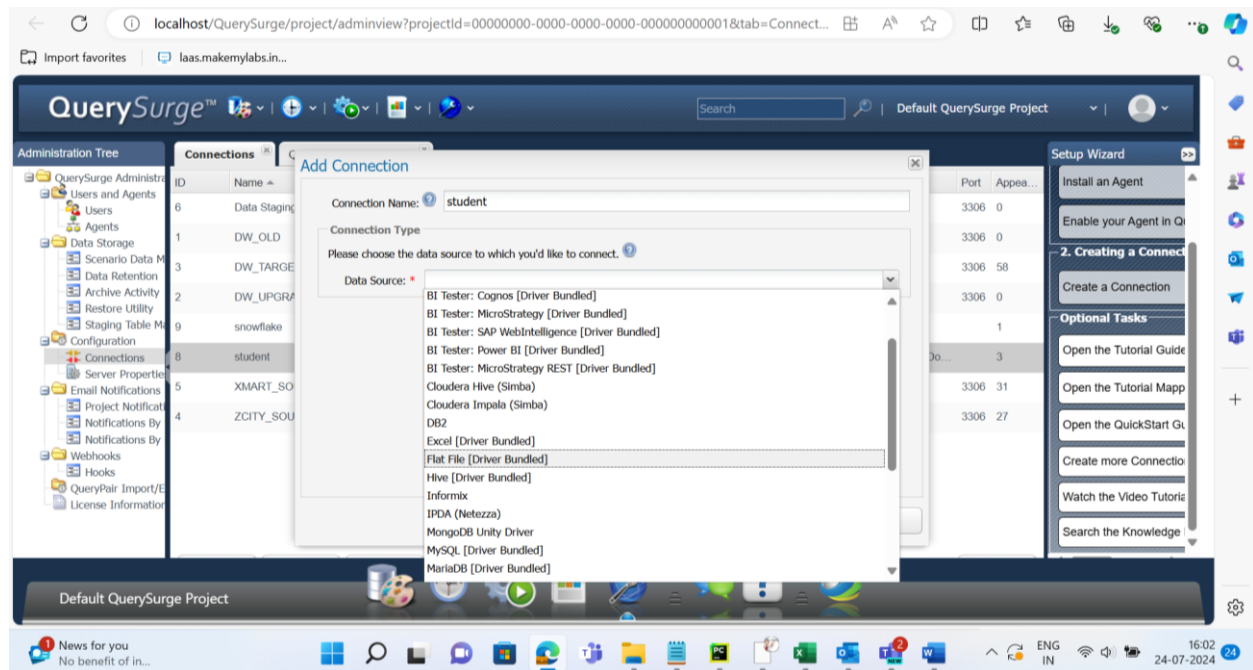 localhost/QuerySurge/project/adminview?projectId=00000000-0000-0000-0000-000000000001&tab=Connect...
Import favorites
laas.makemylabs.in...
QuerySurge™
Search
Default QuerySurge Project
Administration Tree
QuerySurge Administra
Users and Agents
Users
Agents
Data Storage
Scenario Data M
Data Retention
Archive Activity
Restore Utility
Staging Table Ma
Configuration
Connections
Server Propertie
Email Notifications
Project Notificati
Notifications By
Notifications By
Webhooks
Hooks
QueryPair Import/E
License Information
Connections
ID Name Port Appea...
6 Data Staging 3306 0
1 DW_OLD 3306 0
3 DW_TARGE 3306 58
2 DW_UPGRA 3306 0
9 snowflake 1
8 student Do... 3
5 XMART_SO 3306 31
4 ZCITY_SOU 3306 27
Add Connection
Connection Name: student
Connection Type
Please choose the data source to which you'd like to connect.
Data Source: *
BI Tester: Cognos [Driver Bundled]
BI Tester: MicroStrategy [Driver Bundled]
BI Tester: SAP WebIntelligence [Driver Bundled]
BI Tester: Power BI [Driver Bundled]
BI Tester: MicroStrategy REST [Driver Bundled]
Cloudera Hive (Simba)
Cloudera Impala (Simba)
DB2
Excel [Driver Bundled]
Flat File [Driver Bundled]
Hive [Driver Bundled]
Informix
IPDA (Netezza)
MongoDB Unity Driver
MySQL [Driver Bundled]
MariaDB [Driver Bundled]
Setup Wizard
Install an Agent
Enable your Agent in Qu
2. Creating a Connect
Create a Connection
Optional Tasks
Open the Tutorial Guide
Open the Tutorial Mapp
Open the QuickStart Gu
Create more Connectio
Watch the Video Tutoria
Search the Knowledge
Default QuerySurge Project
1
News for you
No benefit of in...
2
NEW
ENG
IN
16:02
24-07-2024
24